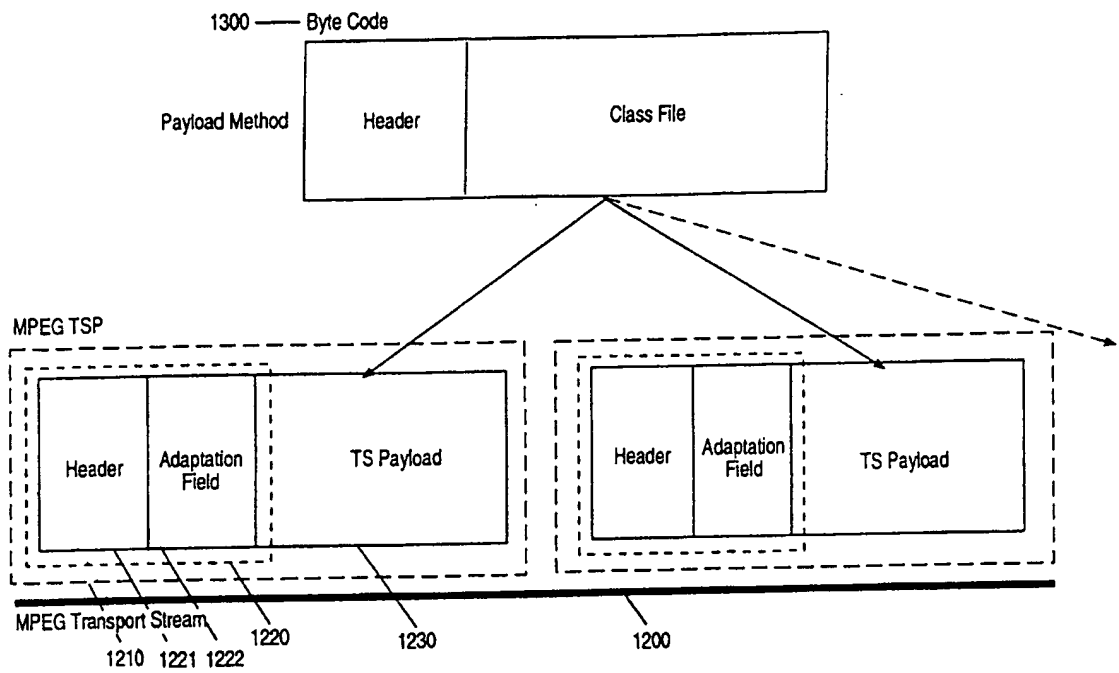 1300
Byte Code
Payload Method
Header
Class File
MPEG TSP
Header
Adaptation
Field
TS Payload
Header
Adaptation
Field
TS Payload
MPEG Transport Stream
1210
1221
1222
1220
1230
1200